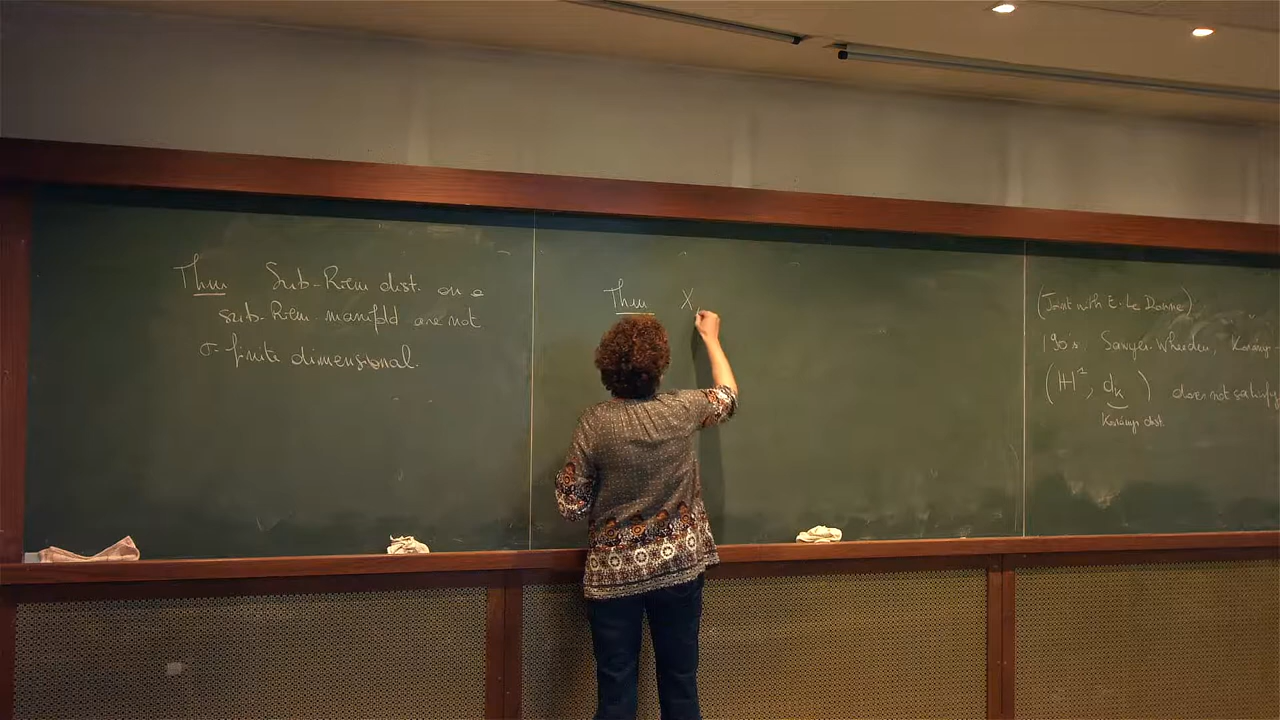 Thm Sub-Riem dist. on a
sub-Riem manifold are not
σ-finite dimensional.
Thm X
(Joint with E. Le Donne)
190's Sawyer-Wheeden, Korányi -
(H¹, d_K) does not satisfy
Korányi dist.